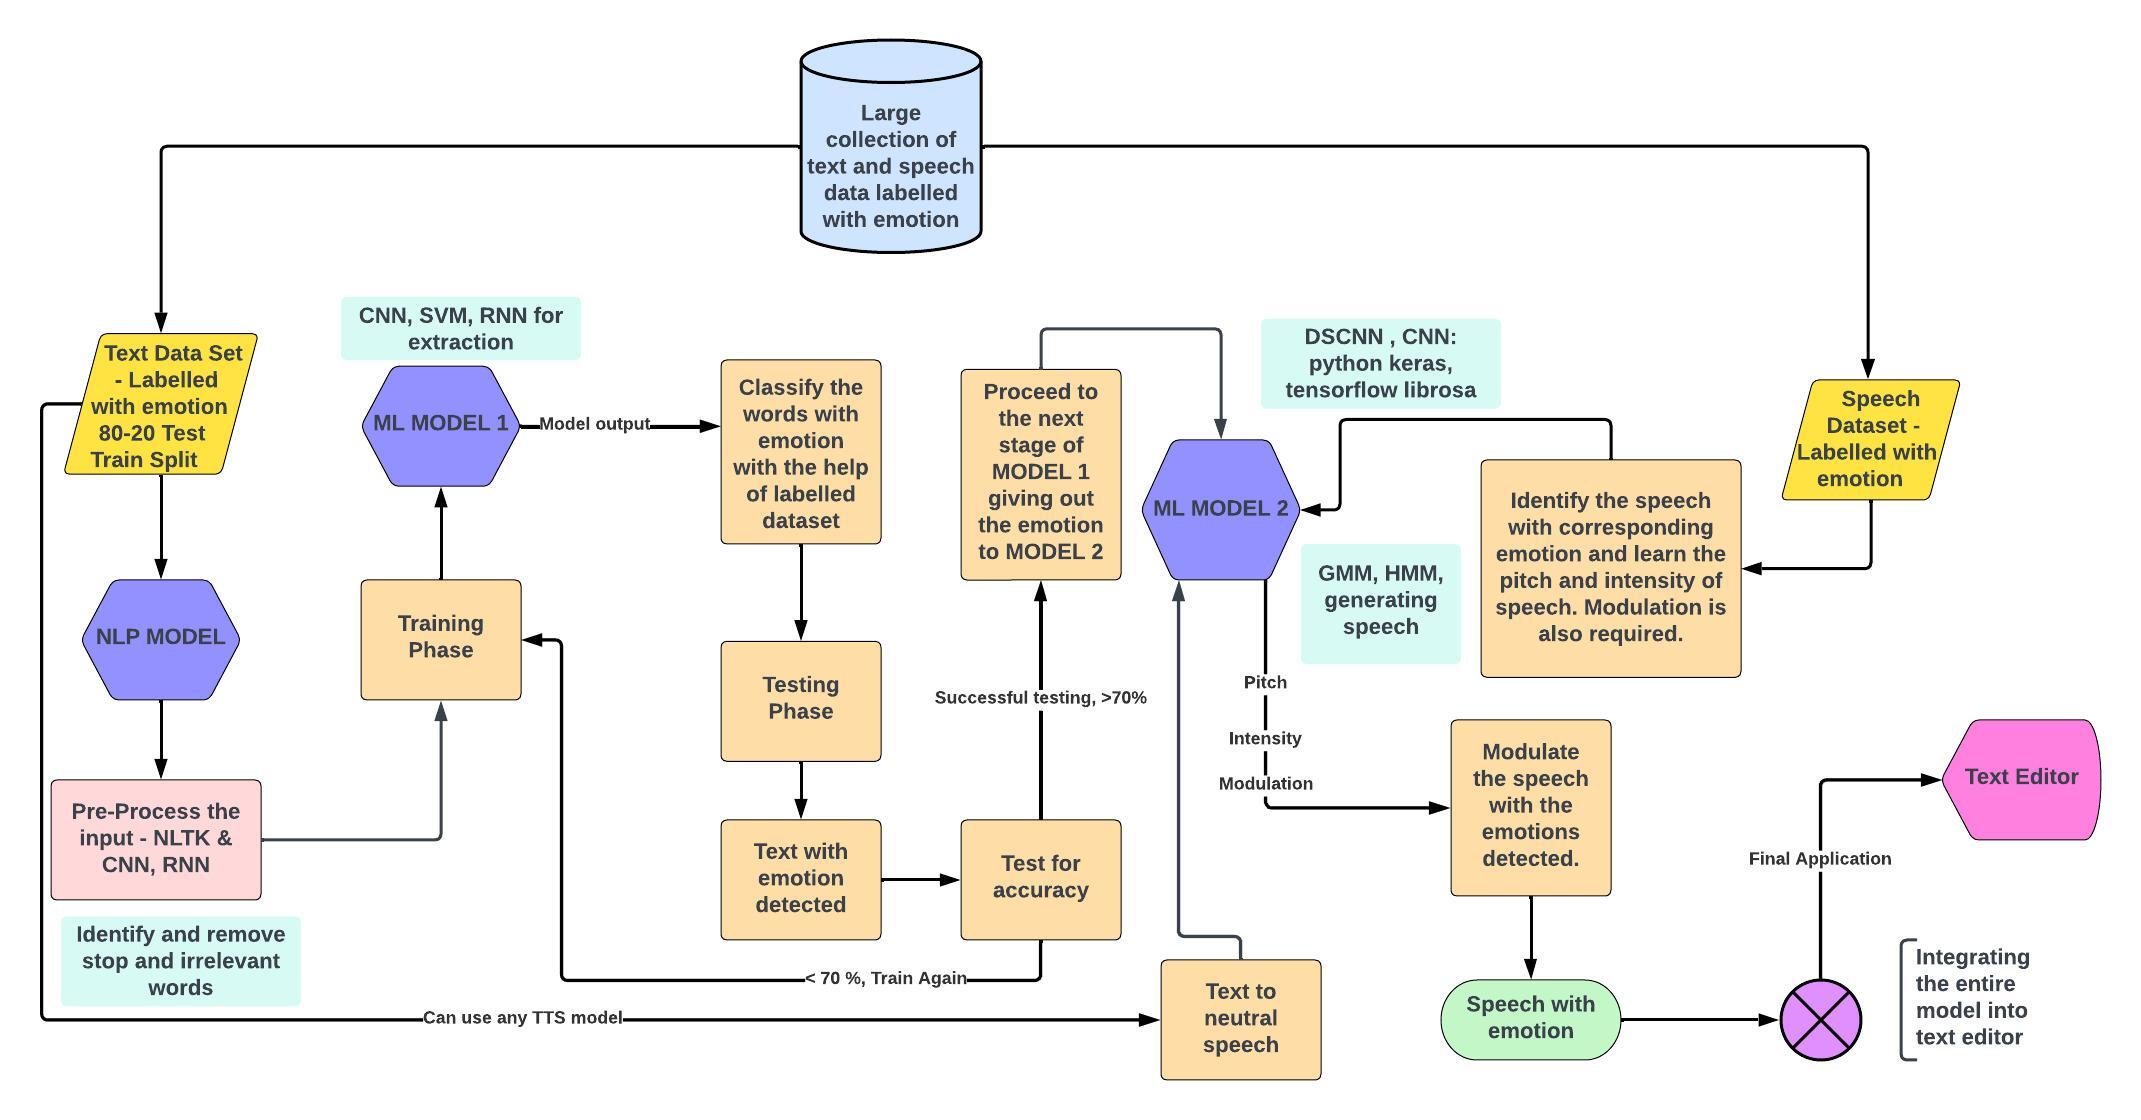 Large
collection of
text and speech
data labelled
with emotion
CNN, SVM, RNN for
extraction
DSCNN , CNN:
python keras,
tensorflow librosa
Text Data Set
- Labelled
with emotion
80-20 Test
Train Split
ML MODEL 1
Model output
Classify the
words with
emotion
with the help
of labelled
dataset
Proceed to
the next
stage of
MODEL 1
giving out
the emotion
to MODEL 2
ML MODEL 2
Identify the speech
with corresponding
emotion and learn the
pitch and intensity of
speech. Modulation is
also required.
Speech
Dataset -
Labelled with
emotion
NLP MODEL
Training
Phase
Testing
Phase
GMM, HMM,
generating
speech
Successful testing, >70%
Pitch
Intensity
Modulation
Modulate
the speech
with the
emotions
detected.
Text Editor
Pre-Process the
input - NLTK &
CNN, RNN
Text with
emotion
detected
Test for
accuracy
Final Application
Identify and remove
stop and irrelevant
words
< 70 %, Train Again
Can use any TTS model
Text to
neutral
speech
Speech with
emotion
Integrating
the entire
model into
text editor